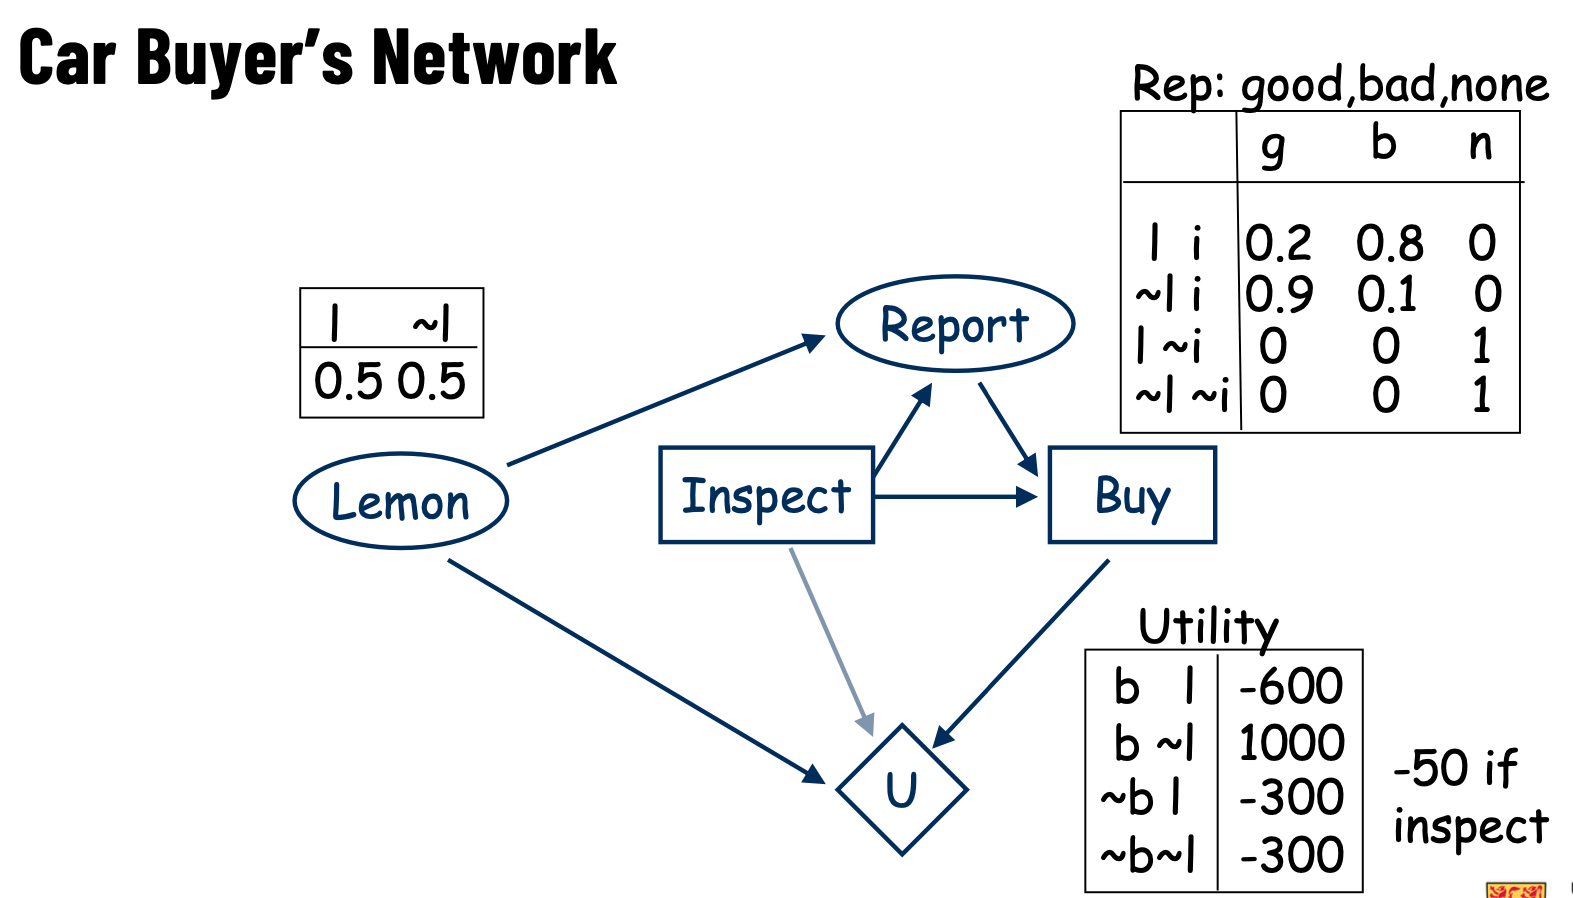 Car Buyer's Network
Rep: good,bad,none
g b n
l i 0.2 0.8 0
~l i 0.9 0.1 0
l ~i 0 0 1
~l ~i 0 0 1
l ~l
0.5 0.5
Report
Lemon
Inspect
Buy
U
Utility
b l -600
b ~l 1000
~b l -300
~b~l -300
-50 if
inspect